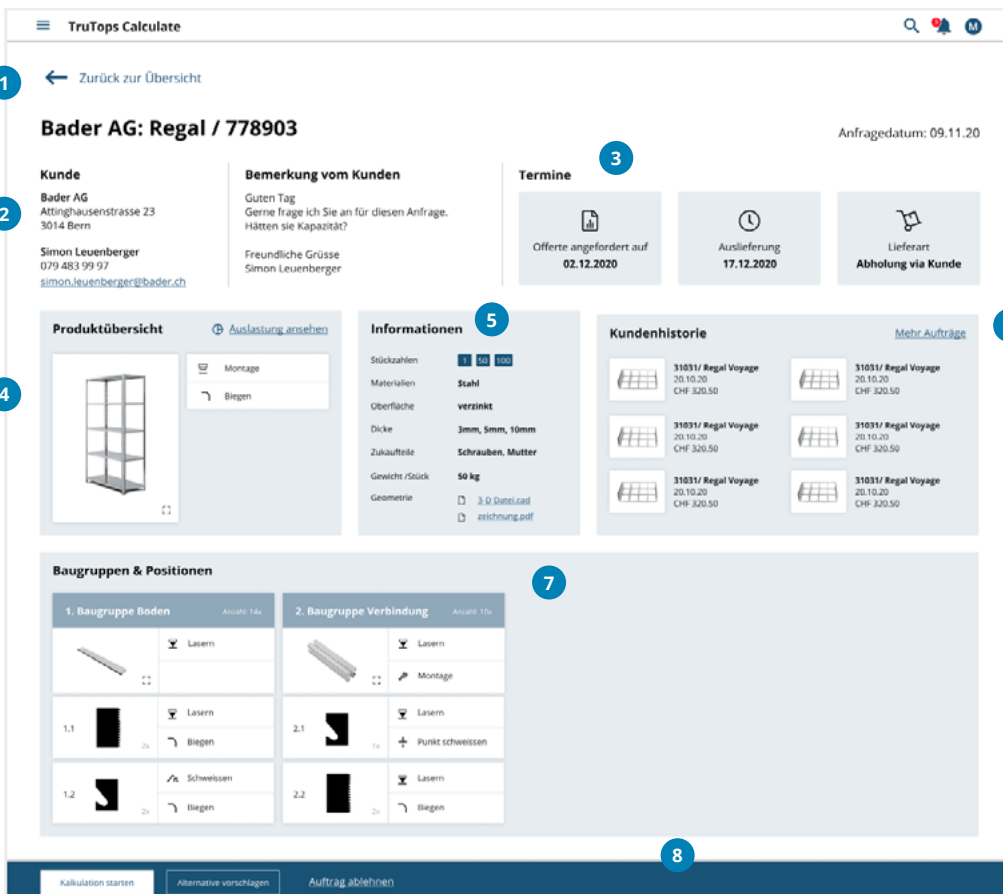 TruTops Calculate
M
1
Zurück zur Übersicht
Bader AG: Regal / 778903
Anfragedatum: 09.11.20
3
Kunde
Bader AG
2
Attinghausenstrasse 23
3014 Bern
Simon Leuenberger
079 483 99 97
simon.leuenberger@bader.ch
Bemerkung vom Kunden
Guten Tag
Gerne frage ich Sie an für diesen Anfrage.
Hätten sie Kapazität?
Freundliche Grüsse
Simon Leuenberger
Termine
Offerte angefordert auf
02.12.2020
Auslieferung
17.12.2020
Lieferart
Abholung via Kunde
Produktübersicht
Auslastung ansehen
4
Montage
Biegen
Informationen
5
Stückzahlen 1 50 100
Materialien Stahl
Oberfläche verzinkt
Dicke 3mm, 5mm, 10mm
Zukaufteile Schrauben, Mutter
Gewicht /Stück 50 kg
Geometrie 3 D Datei.cad
zeichnung.pdf
Kundenhistorie
Mehr Aufträge
31031/ Regal Voyage
20.10.20
CHF 320.50
31031/ Regal Voyage
20.10.20
CHF 320.50
31031/ Regal Voyage
20.10.20
CHF 320.50
31031/ Regal Voyage
20.10.20
CHF 320.50
31031/ Regal Voyage
20.10.20
CHF 320.50
31031/ Regal Voyage
20.10.20
CHF 320.50
Baugruppen & Positionen
7
1. Baugruppe Boden Anzahl: 14x
Lasern
1.1
2x
Lasern
Biegen
1.2
2x
Schweissen
Biegen
2. Baugruppe Verbindung Anzahl: 10x
Lasern
Montage
2.1
1x
Lasern
Punkt schweissen
2.2
2x
Lasern
Biegen
8
Kalkulation starten
Alternative vorschlagen
Auftrag ablehnen